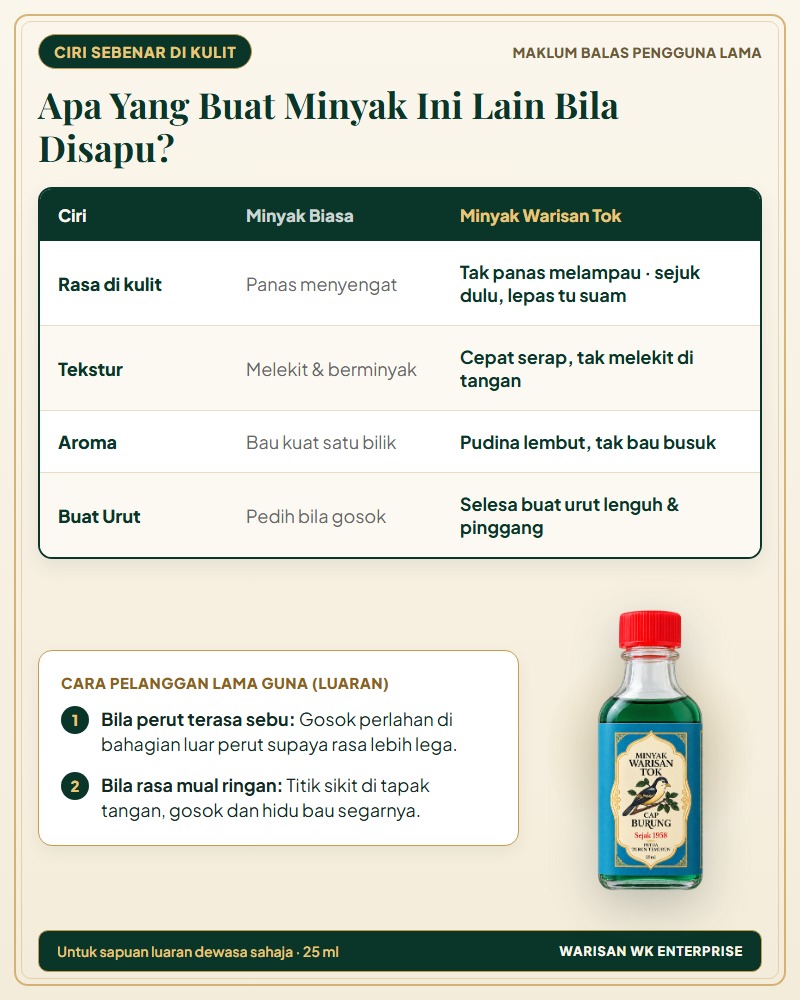 CIRI SEBENAR DI KULIT
MAKLUM BALAS PENGGUNA LAMA
Apa Yang Buat Minyak Ini Lain Bila
Disapu?
Ciri
Minyak Biasa
Minyak Warisan Tok
Rasa di kulit
Panas menyengat
Tak panas melampau · sejuk
dulu, lepas tu suam
Tekstur
Melekit & berminyak
Cepat serap, tak melekit di
tangan
Aroma
Bau kuat satu bilik
Pudina lembut, tak bau busuk
Buat Urut
Pedih bila gosok
Selesa buat urut lenguh &
pinggang
CARA PELANGGAN LAMA GUNA (LUARAN)
1 Bila perut terasa sebu: Gosok perlahan di
bahagian luar perut supaya rasa lebih lega.
2 Bila rasa mual ringan: Titik sikit di tapak
tangan, gosok dan hidu bau segarnya.
MINYAK
WARISAN
TOK
CAP
BURUNG
Sejak 1958
Untuk sapuan luaran dewasa sahaja · 25 ml
WARISAN WK ENTERPRISE